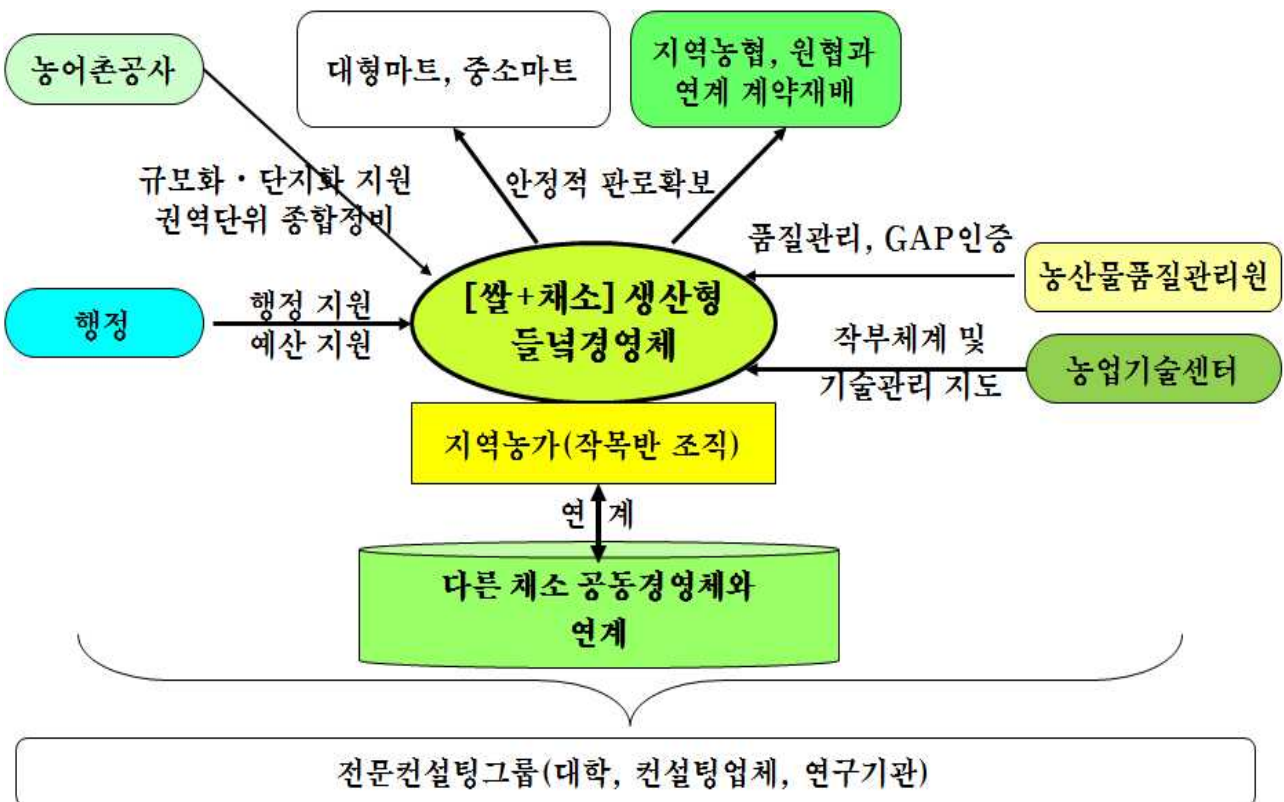 농어촌공사
대형마트, 중소마트
지역농협, 원협과
연계 계약재배
규모화·단지화 지원
권역단위 종합정비
안정적 판로확보
품질관리, GAP인증
농산물품질관리원
행정
행정 지원
예산 지원
[쌀+채소] 생산형
들녘경영체
작부체계 및
기술관리 지도
농업기술센터
지역농가(작목반 조직)
연 계
다른 채소 공동경영체와
연계
전문컨설팅그룹(대학, 컨설팅업체, 연구기관)